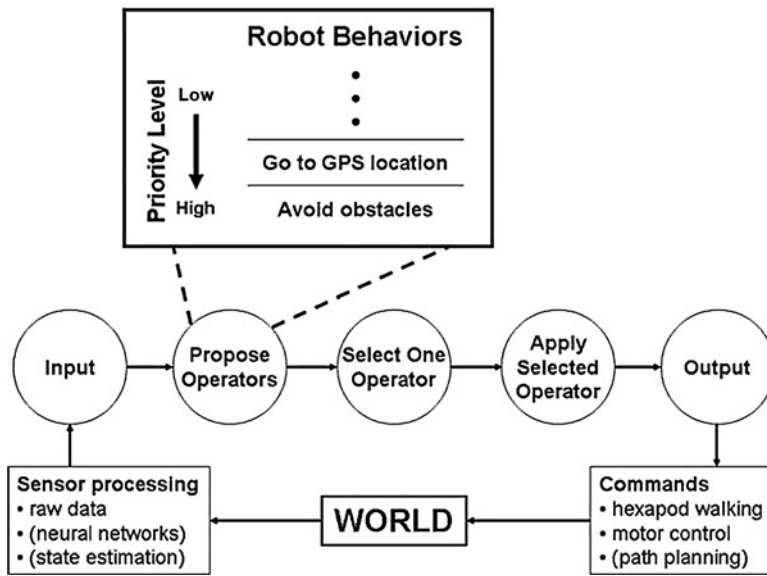 Robot Behaviors
Priority Level
Low
High
•
•
•
Go to GPS location
Avoid obstacles
Input
Propose
Operators
Select One
Operator
Apply
Selected
Operator
Output
Sensor processing
• raw data
• (neural networks)
• (state estimation)
WORLD
Commands
• hexapod walking
• motor control
• (path planning)